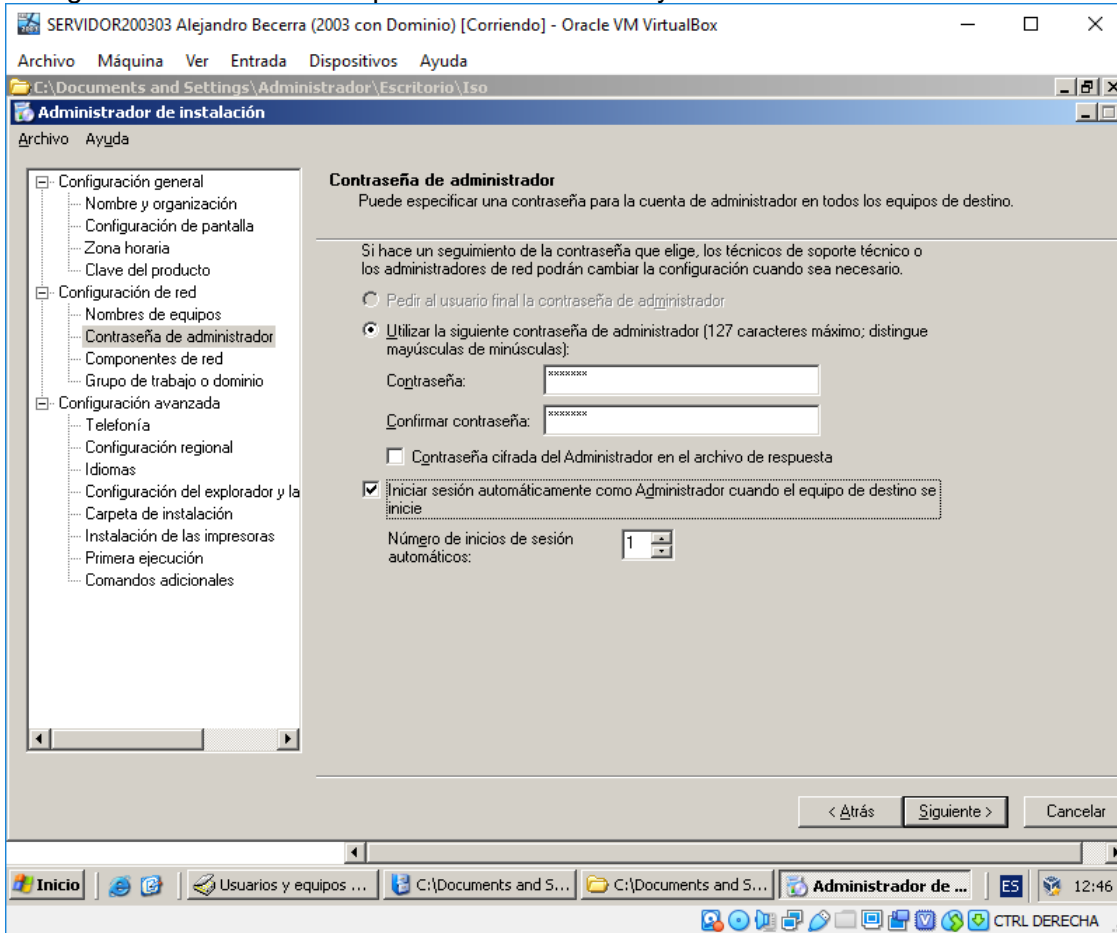 SERVIDOR200303 Alejandro Becerra (2003 con Dominio) [Corriendo] - Oracle VM VirtualBox
Archivo Máquina Ver Entrada Dispositivos Ayuda
C:\Documents and Settings\Administrador\Escritorio\Iso
Administrador de instalación
Archivo Ayuda
Configuración general
Nombre y organización
Configuración de pantalla
Zona horaria
Clave del producto
Configuración de red
Nombres de equipos
Contraseña de administrador
Componentes de red
Grupo de trabajo o dominio
Configuración avanzada
Telefonía
Configuración regional
Idiomas
Configuración del explorador y la
Carpeta de instalación
Instalación de las impresoras
Primera ejecución
Comandos adicionales
Contraseña de administrador
Puede especificar una contraseña para la cuenta de administrador en todos los equipos de destino.
Si hace un seguimiento de la contraseña que elige, los técnicos de soporte técnico o
los administradores de red podrán cambiar la configuración cuando sea necesario.
Pedir al usuario final la contraseña de administrador
Utilizar la siguiente contraseña de administrador (127 caracteres máximo; distingue
mayúsculas de minúsculas):
Contraseña: *******
Confirmar contraseña: *******
Contraseña cifrada del Administrador en el archivo de respuesta
Iniciar sesión automáticamente como Administrador cuando el equipo de destino se
inicie
Número de inicios de sesión
automáticos:
1
< Atrás Siguiente > Cancelar
Inicio Usuarios y equipos ... C:\Documents and S... C:\Documents and S... Administrador de ... ES 12:46
CTRL DERECHA